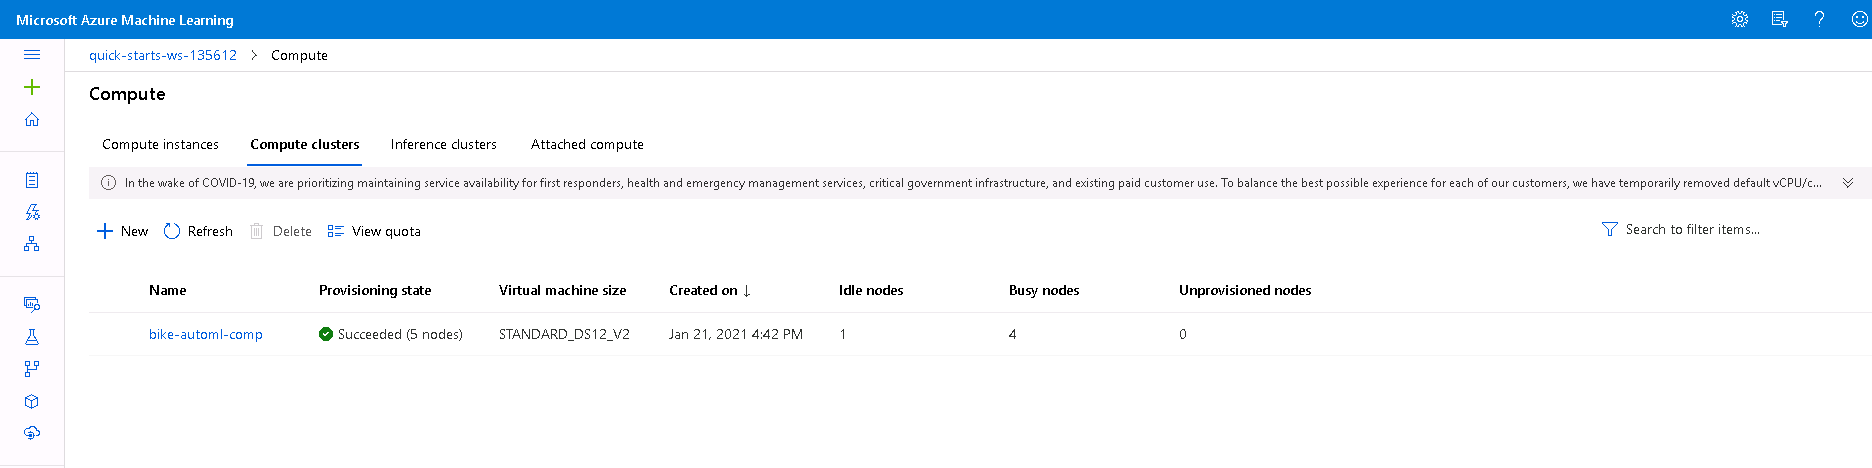 Microsoft Azure Machine Learning
quick-starts-ws-135612 > Compute
Compute
Compute instances Compute clusters Inference clusters Attached compute
In the wake of COVID-19, we are prioritizing maintaining service availability for first responders, health and emergency management services, critical government infrastructure, and existing paid customer use. To balance the best possible experience for each of our customers, we have temporarily removed default vCPU/c...
New Refresh Delete View quota Search to filter items...
Name Provisioning state Virtual machine size Created on ↓ Idle nodes Busy nodes Unprovisioned nodes
bike-automl-comp Succeeded (5 nodes) STANDARD_DS12_V2 Jan 21, 2021 4:42 PM 1 4 0